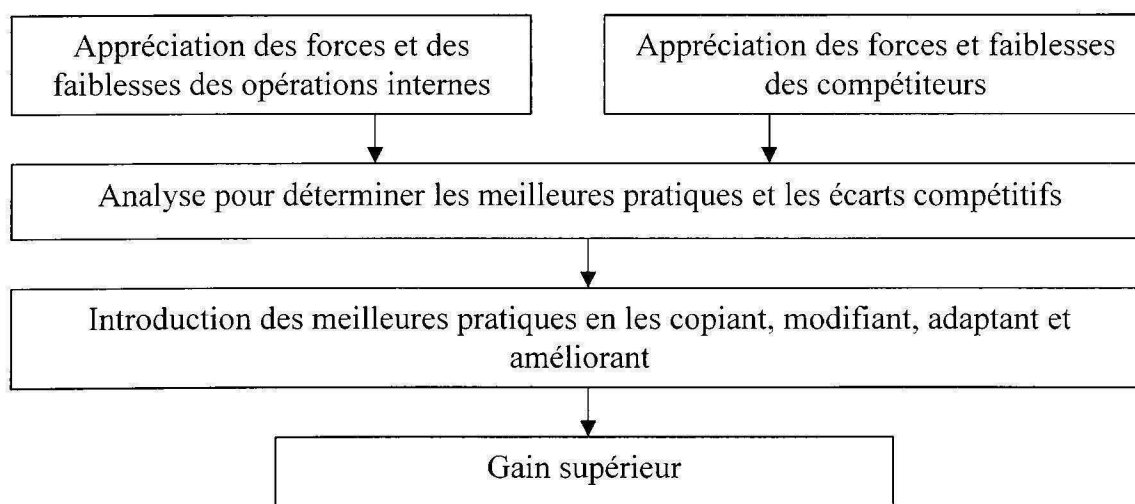 Appréciation des forces et des
faiblesses des opérations internes
Appréciation des forces et faiblesses
des compétiteurs
Analyse pour déterminer les meilleures pratiques et les écarts compétitifs
Introduction des meilleures pratiques en les copiant, modifiant, adaptant et
améliorant
Gain supérieur